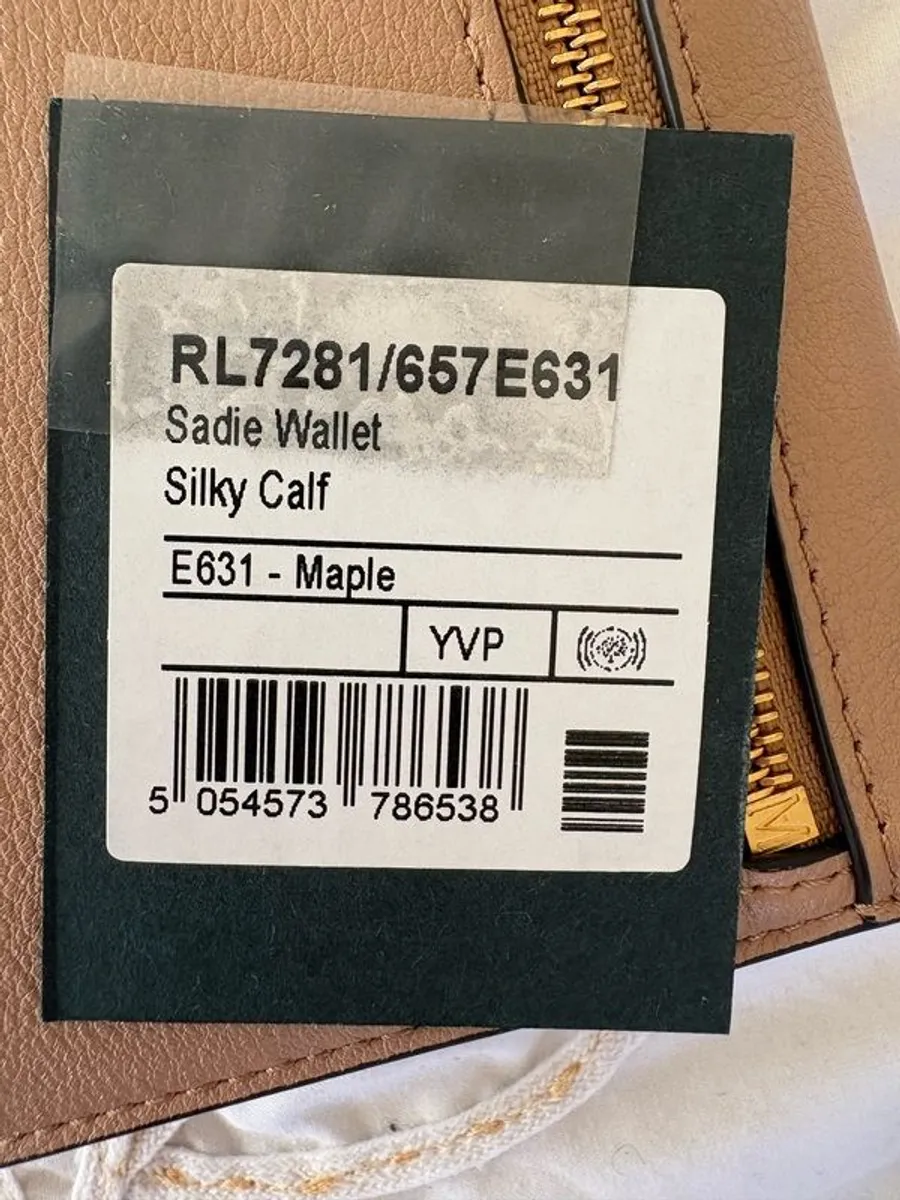 RL7281/657E631
Sadie Wallet
Silky Calf
E631 - Maple
YVP
5 054573 786538
M